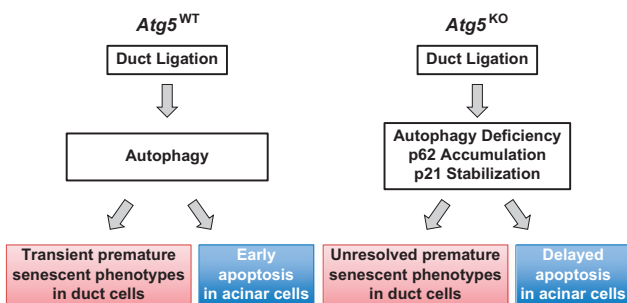 Atg5WT
Duct Ligation
Autophagy
Transient premature
senescent phenotypes
in duct cells
Early
apoptosis
in acinar cells
Atg5KO
Duct Ligation
Autophagy Deficiency
p62 Accumulation
p21 Stabilization
Unresolved premature
senescent phenotypes
in duct cells
Delayed
apoptosis
in acinar cells